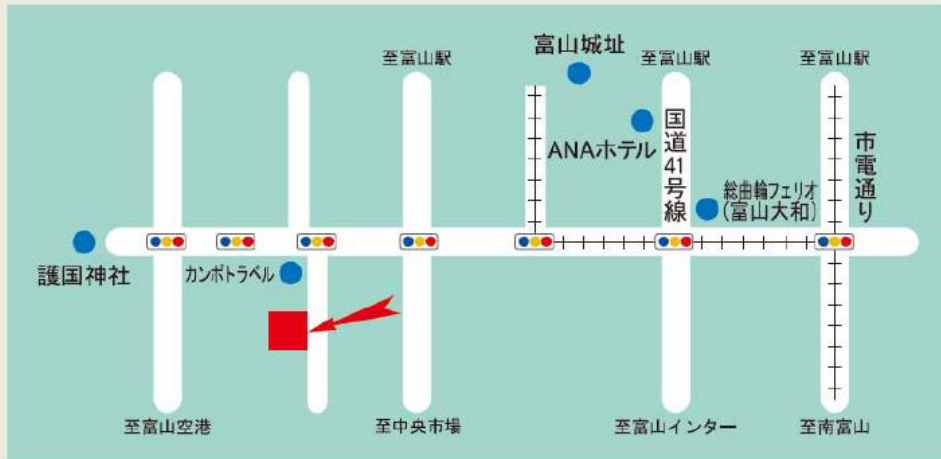 富山城址
至富山駅
至富山駅
至富山駅
ANAホテル
国道41号線
市電通り
総曲輪フェリオ
(富山大和)
護国神社
カンポトラベル
至富山空港
至中央市場
至富山インター
至南富山